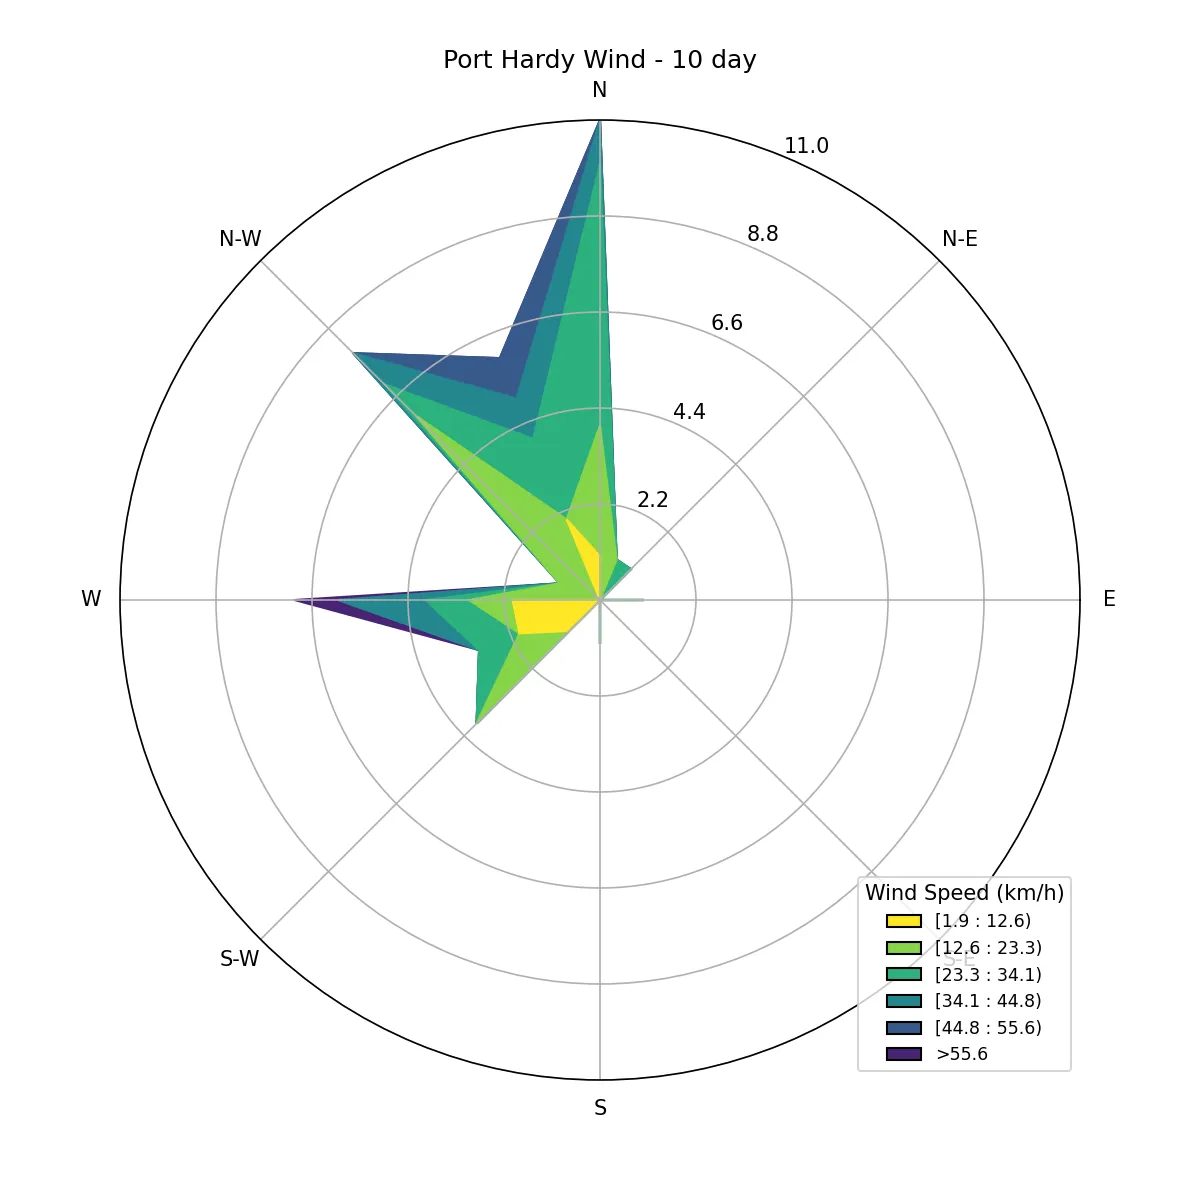 Port Hardy Wind - 10 day
N
11.0
N-W
8.8
N-E
6.6
4.4
2.2
W
E
Wind Speed (km/h)
[1.9 : 12.6)
[12.6 : 23.3)
S-W
S-E
[23.3 : 34.1)
[34.1 : 44.8)
[44.8 : 55.6)
>55.6
S